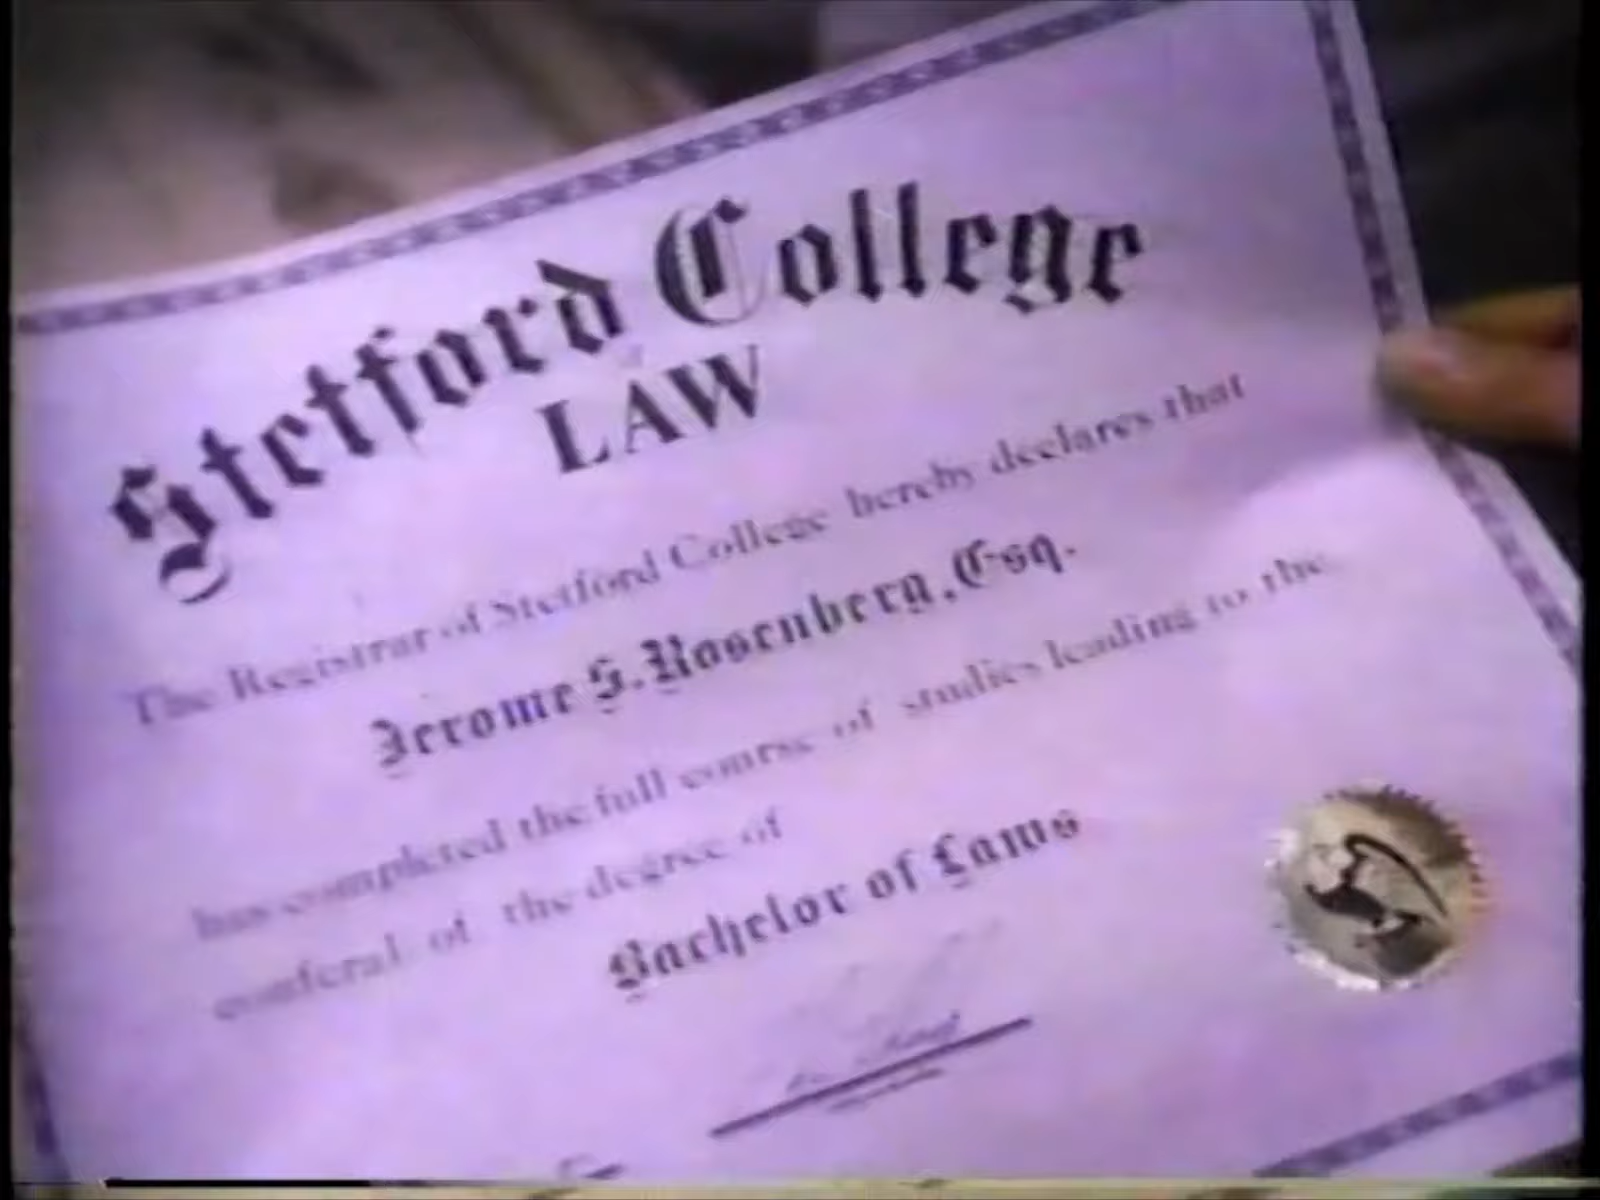 Stetford College
LAW
The Registrar of Stetford College hereby declares that
Jerome S. Rosenberg, Esq.
has completed the full course of studies leading to the
conferal of the degree of
Bachelor of Laws